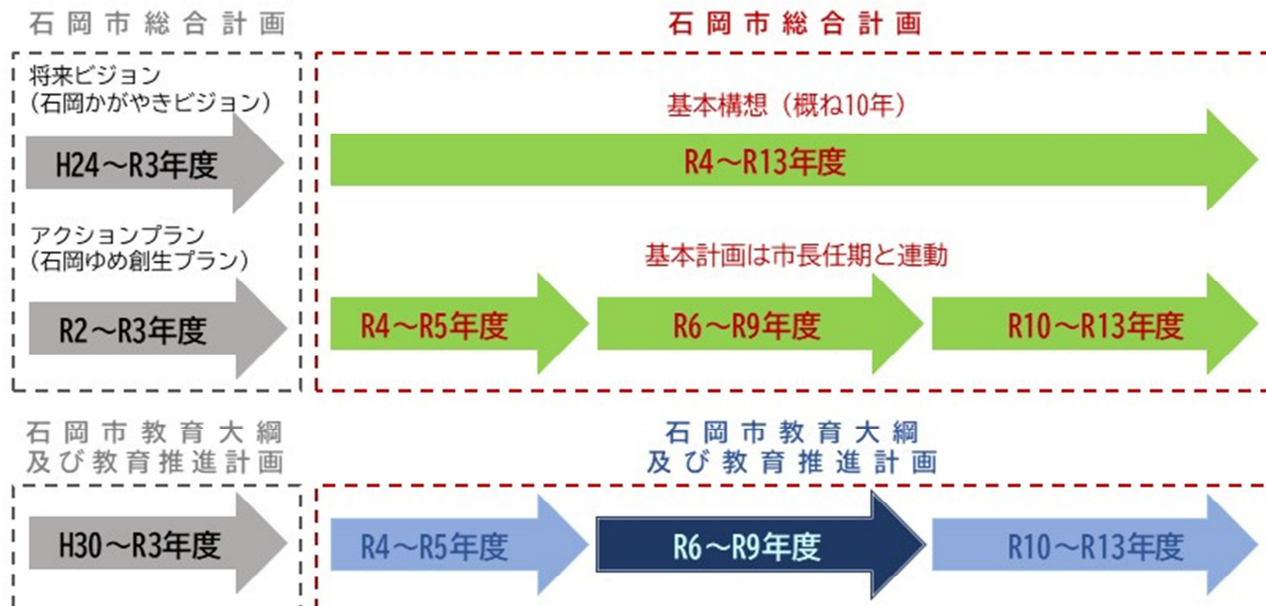 石岡市総合計画
将来ビジョン
(石岡かがやきビジョン)
H24～R3年度
アクションプラン
(石岡ゆめ創生プラン)
R2～R3年度
石岡市総合計画
基本構想(概ね10年)
R4～R13年度
基本計画は市長任期と連動
R4～R5年度
R6～R9年度
R10～R13年度
石岡市教育大綱
及び教育推進計画
H30～R3年度
石岡市教育大綱
及び教育推進計画
R4～R5年度
R6～R9年度
R10～R13年度